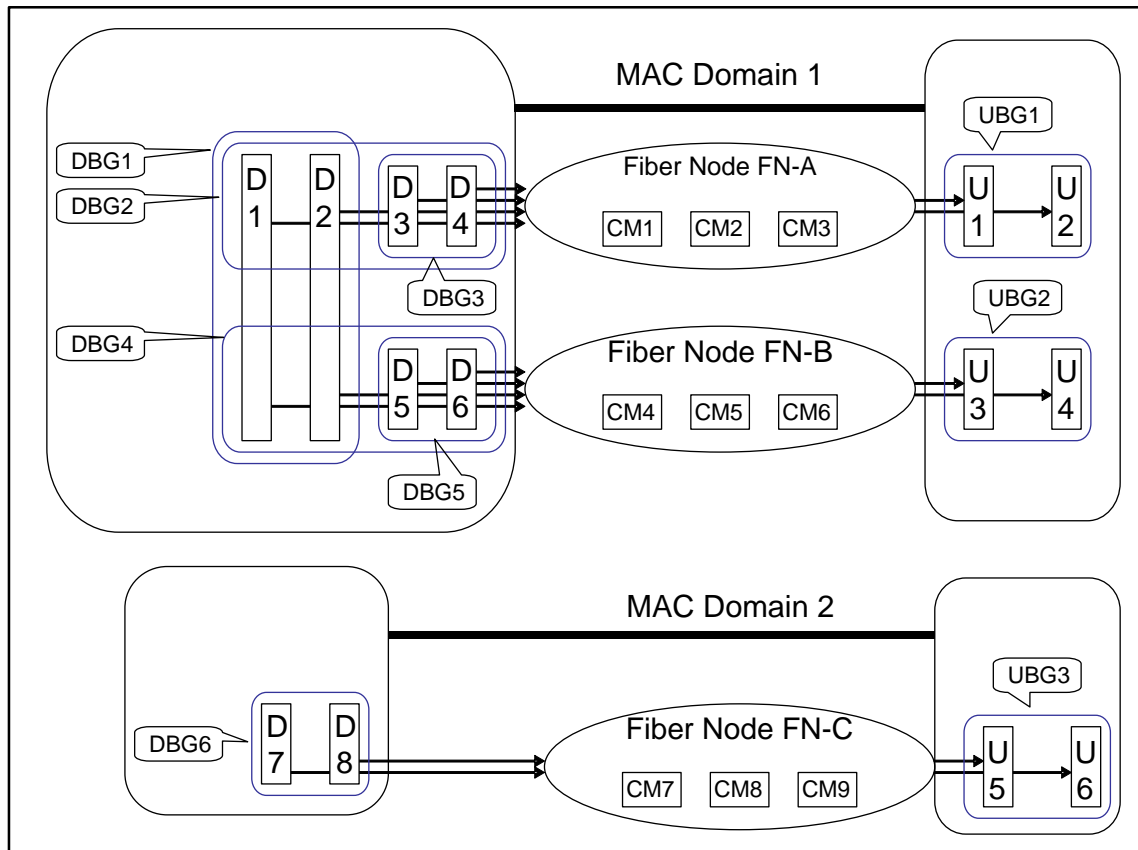 MAC Domain 1
DBG1
DBG2
D
1
D
2
D
3
D
4
DBG3
Fiber Node FN-A
CM1 CM2 CM3
UBG1
U
1
U
2
DBG4
D
5
D
6
DBG5
Fiber Node FN-B
CM4 CM5 CM6
UBG2
U
3
U
4
MAC Domain 2
DBG6
D
7
D
8
Fiber Node FN-C
CM7 CM8 CM9
UBG3
U
5
U
6